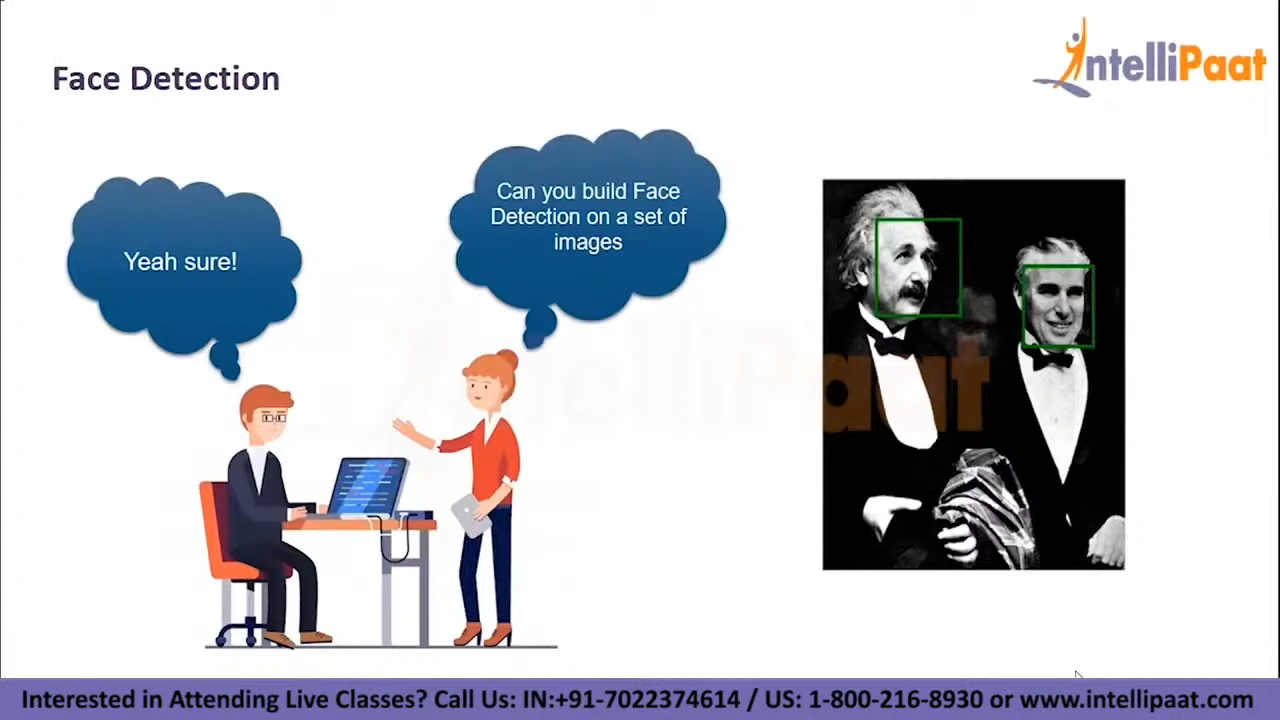 Face Detection
IntelliPaat
Yeah sure!
Can you build Face
Detection on a set of
images
IntelliPaat
Interested in Attending Live Classes? Call Us: IN:+91-7022374614 / US: 1-800-216-8930 or www.intellipaat.com